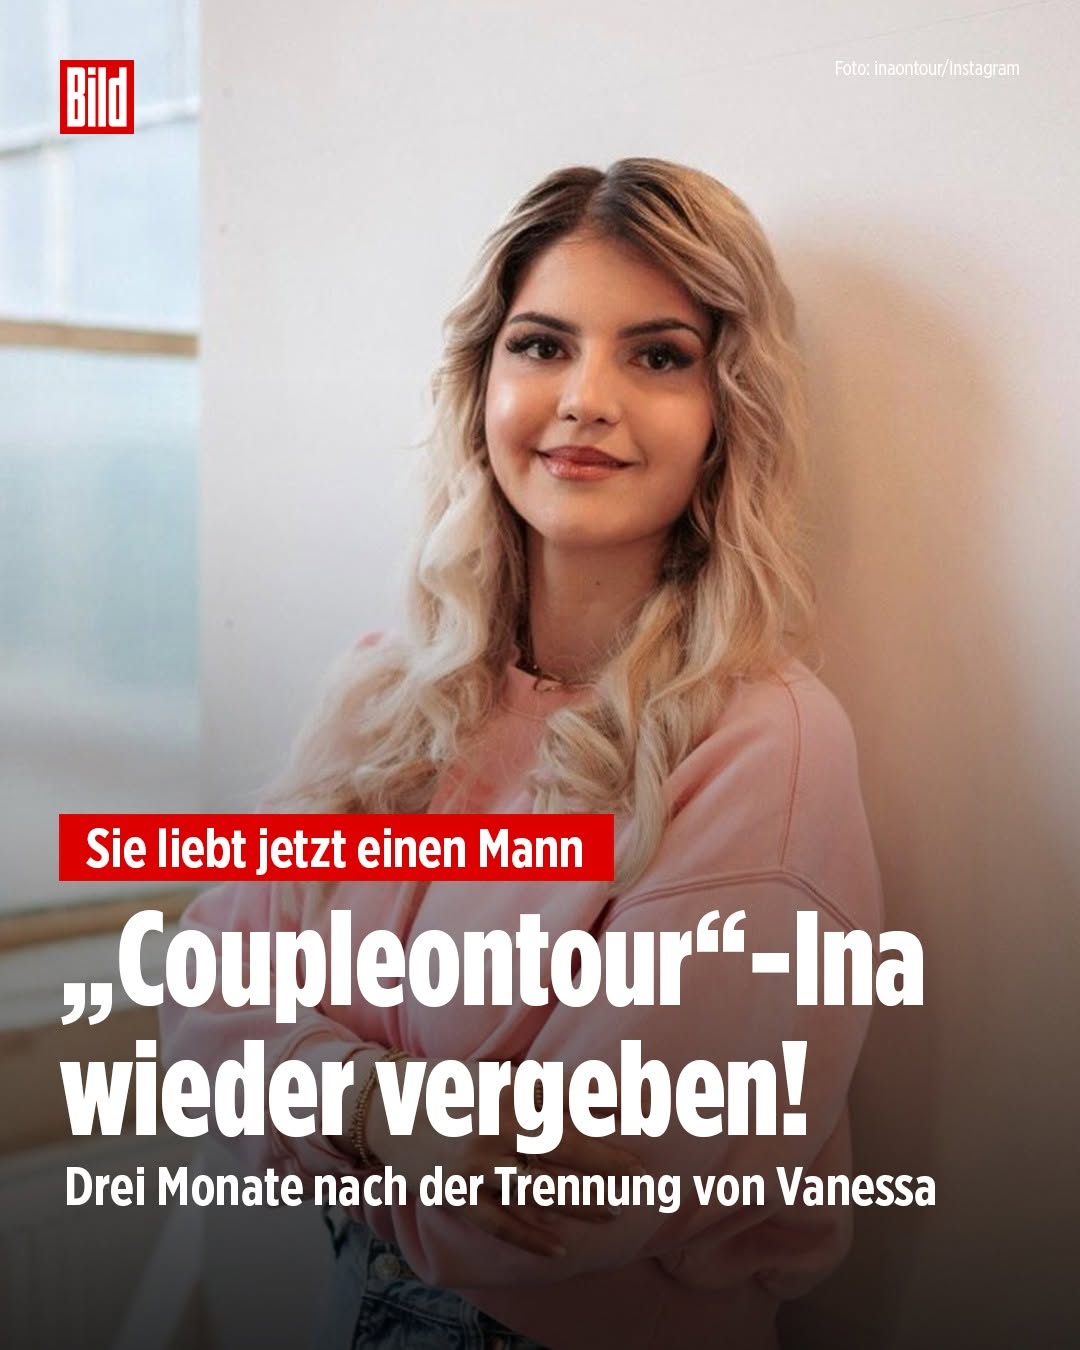 Bild
Foto: inaontour/Instagram
Sie liebt jetzt einen Mann
„Coupleontour“-Ina
wieder vergeben!
Drei Monate nach der Trennung von Vanessa